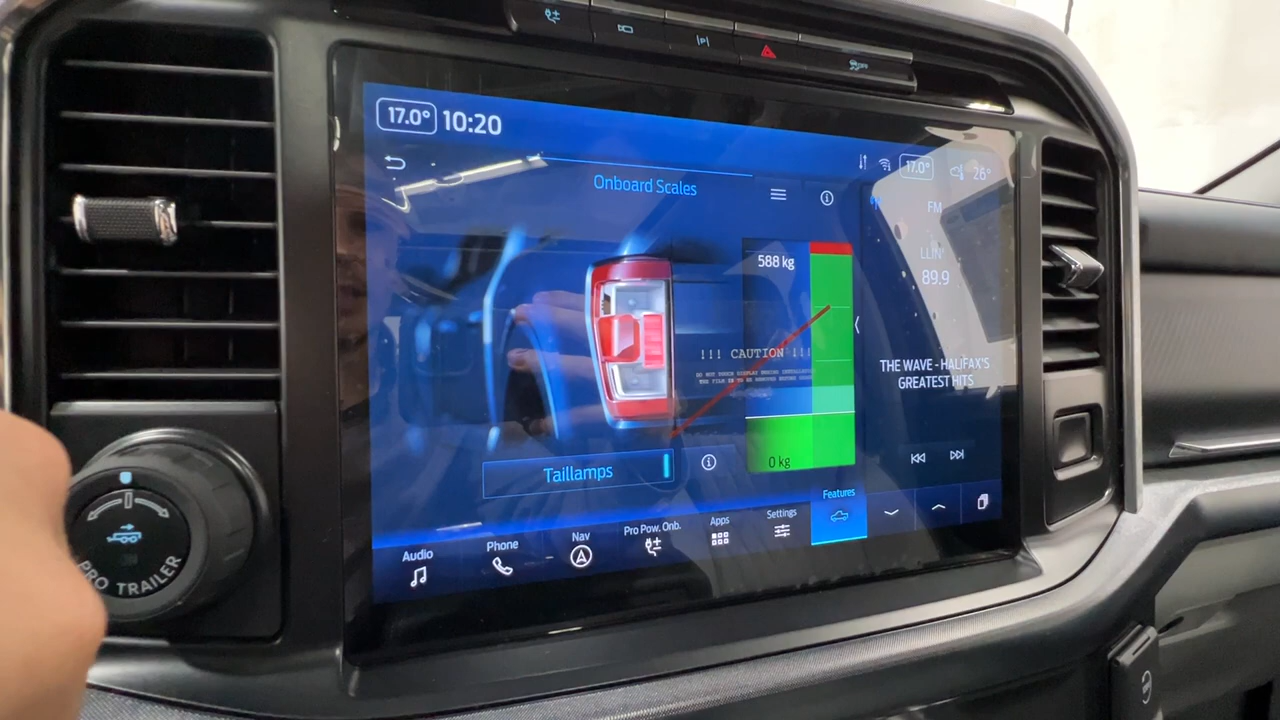 OFF
17.0° 10:20
17.0°
26°
Onboard Scales
FM
89.9
588 kg
!!! CAUTION !!!
THE WAVE - HALIFAX'S
GREATEST HITS
0 kg
Taillamps
Audio
Phone
Nav
Pro Pow. Onb.
Apps
Settings
Features
PRO TRAILER